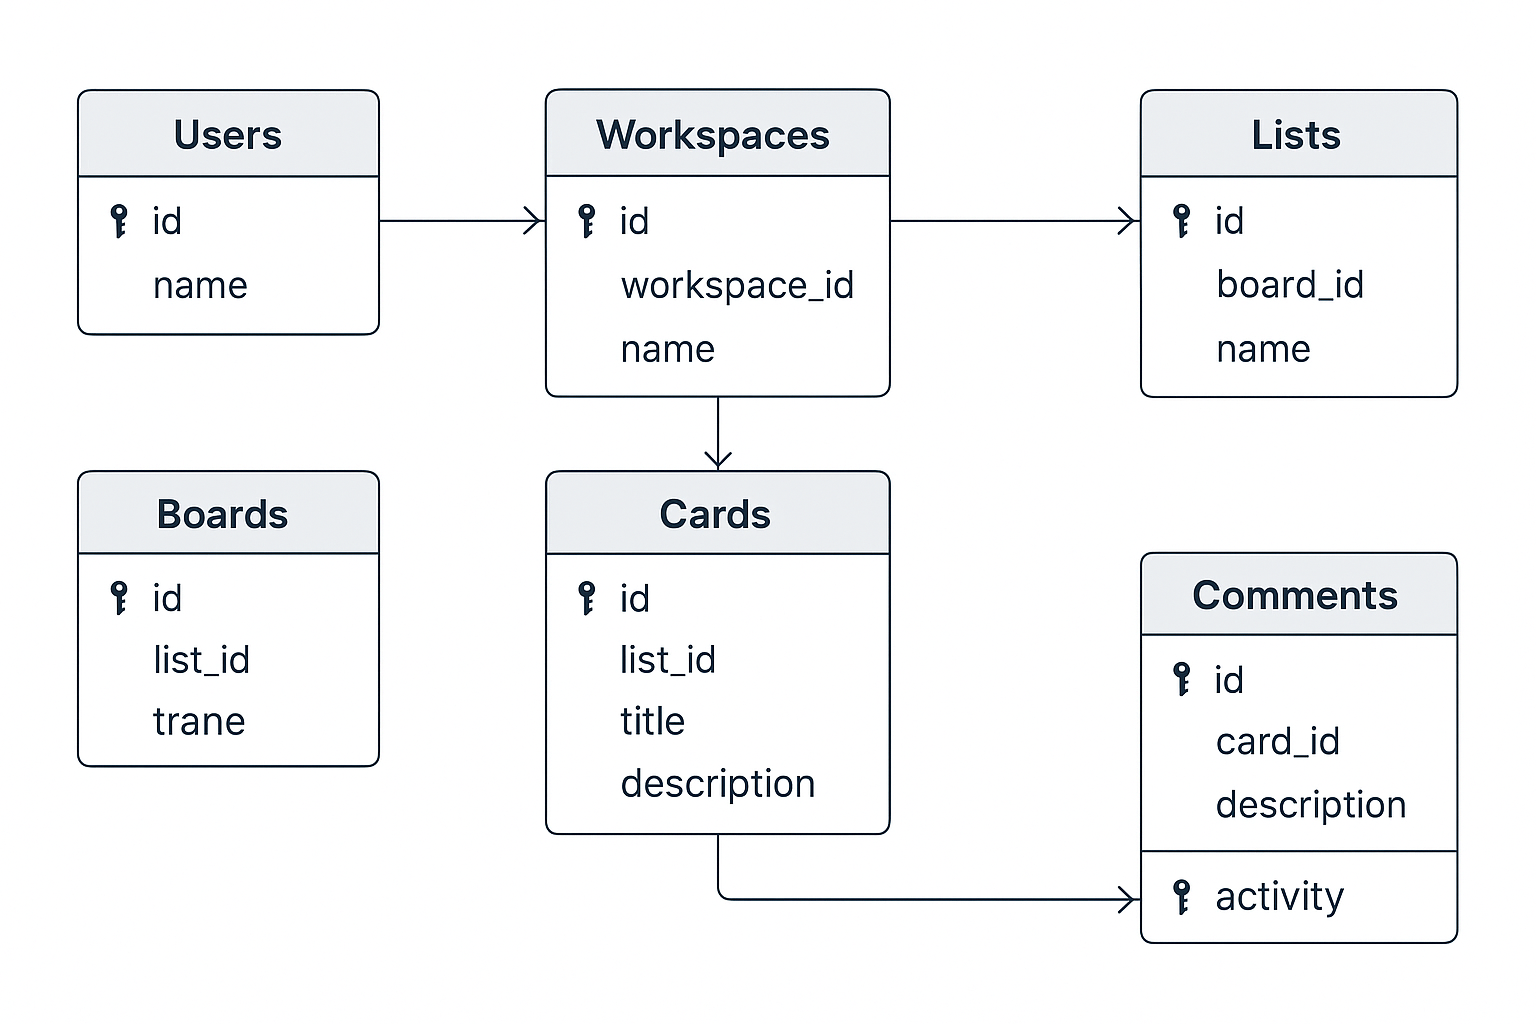 Users
id
name
Workspaces
id
workspace_id
name
Lists
id
board_id
name
Boards
id
list_id
trane
Cards
id
list_id
title
description
Comments
id
card_id
description
activity